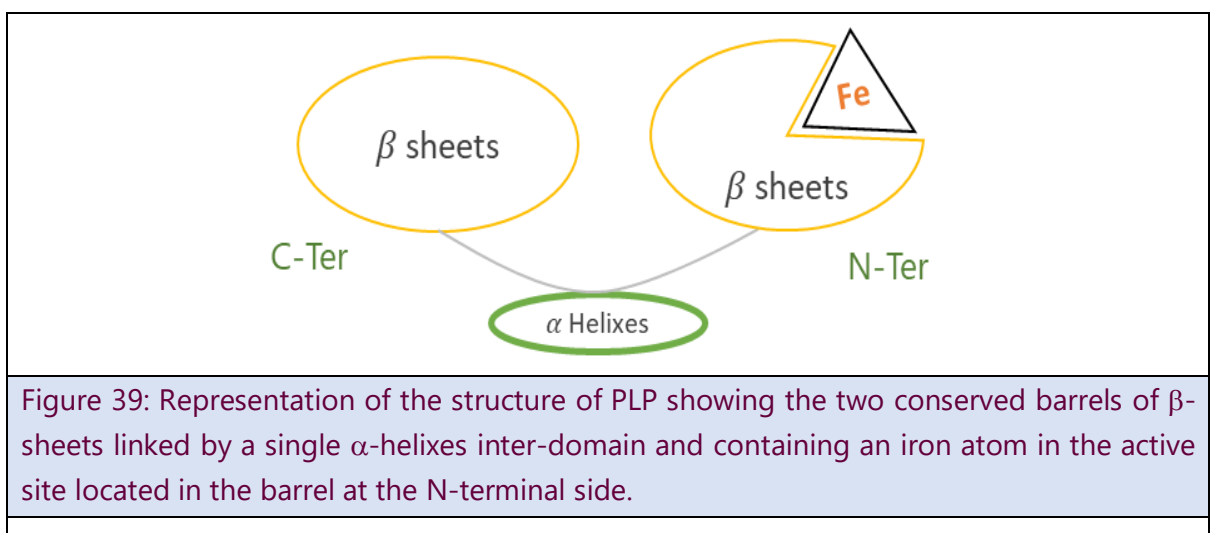 β sheets
Fe
β sheets
C-Ter
N-Ter
α Helixes
Figure 39: Representation of the structure of PLP showing the two conserved barrels of β-
sheets linked by a single α-helixes inter-domain and containing an iron atom in the active
site located in the barrel at the N-terminal side.